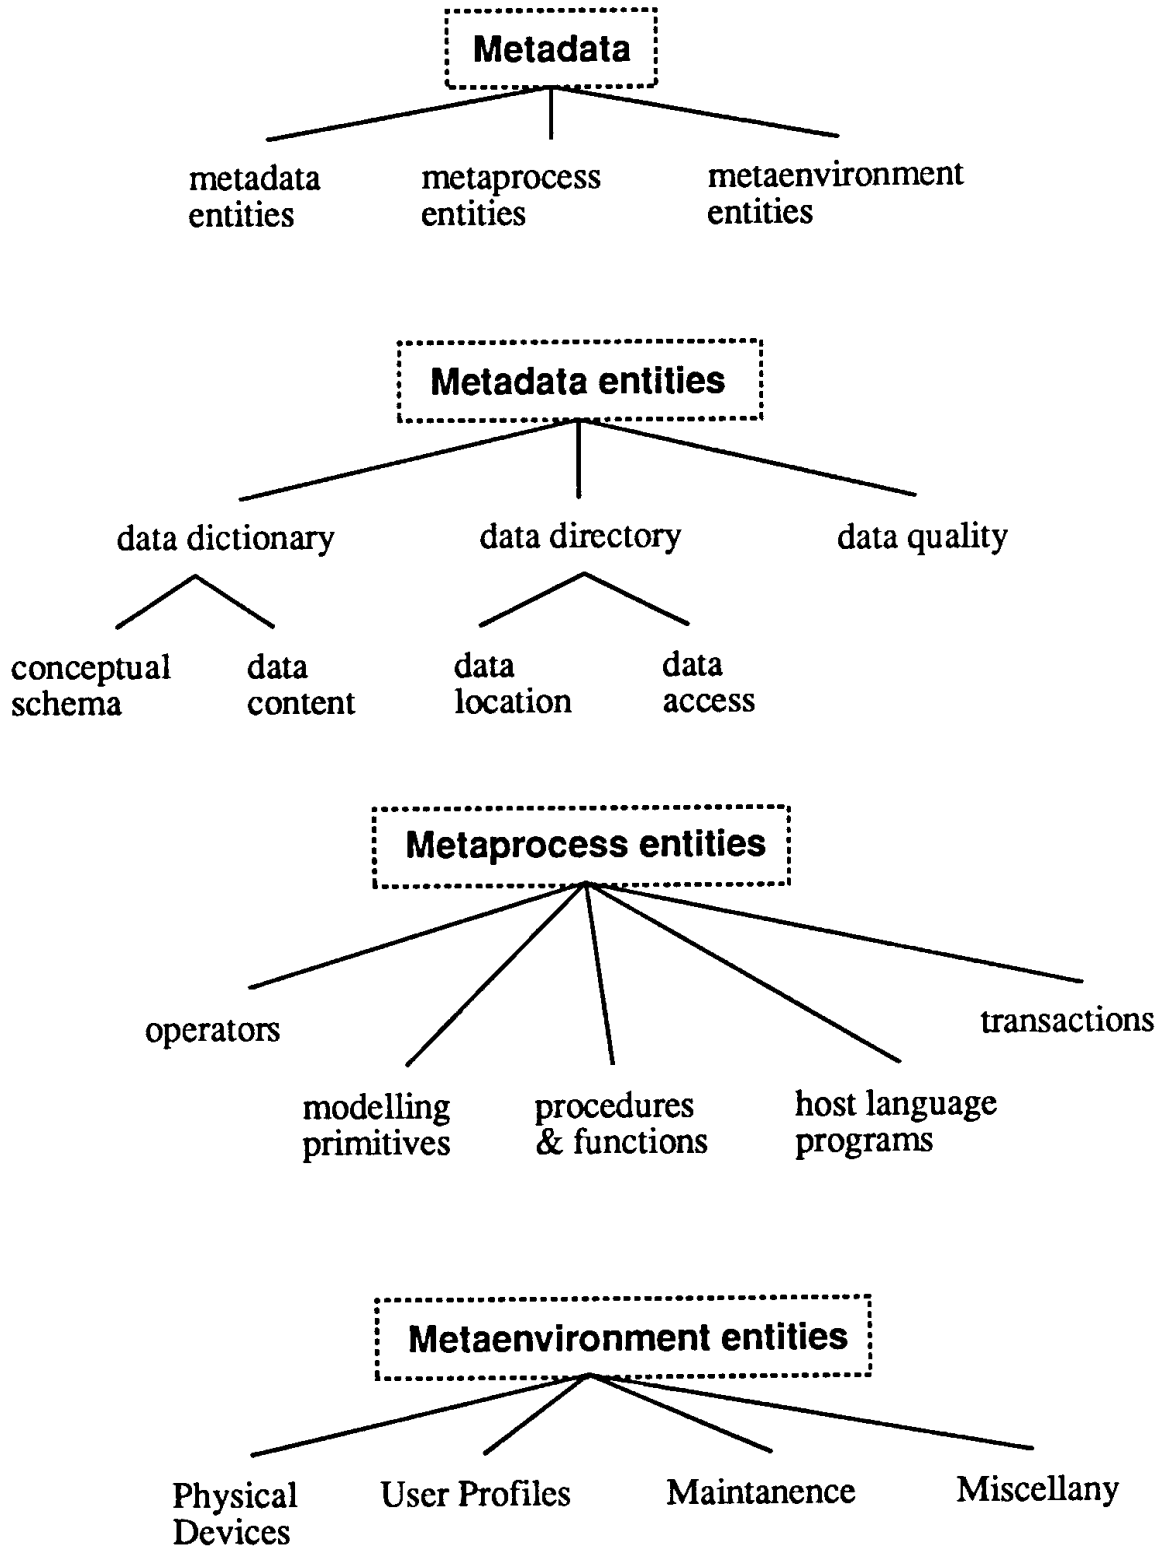 Metadata
metadata
entities
metaprocess
entities
metaenvironment
entities
Metadata entities
data dictionary
data directory
data quality
conceptual
schema
data
content
data
location
data
access
Metaprocess entities
operators
transactions
modelling
primitives
procedures
& functions
host language
programs
Metaenvironment entities
Physical
Devices
User Profiles
Maintanence
Miscellany